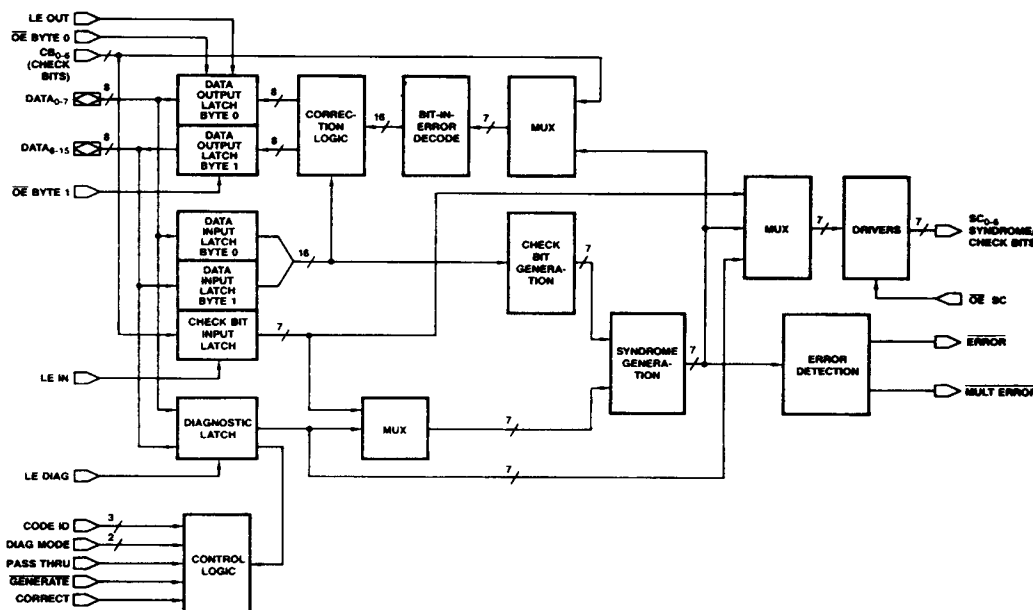 LE OUT
OE BYTE 0
CB0-6
(CHECK
BITS)
DATA0-7
8
DATA8-15
8
OE BYTE 1
DATA
OUTPUT
LATCH
BYTE 0
DATA
OUTPUT
LATCH
BYTE 1
8
8
CORREC-
TION
LOGIC
16
BIT-IN-
ERROR
DECODE
7
MUX
DATA
INPUT
LATCH
BYTE 0
DATA
INPUT
LATCH
BYTE 1
CHECK BIT
INPUT
LATCH
16
7
LE IN
CHECK
BIT
GENERA-
TION
7
SYNDROME
GENERA-
TION
7
MUX
7
DRIVERS
7
SC0-6
SYNDROME/
CHECK BITS
OE SC
ERROR
DETECTION
ERROR
MULT ERROR
DIAGNOSTIC
LATCH
MUX
7
7
LE DIAG
CODE ID
3
DIAG MODE
2
PASS THRU
GENERATE
CORRECT
CONTROL
LOGIC